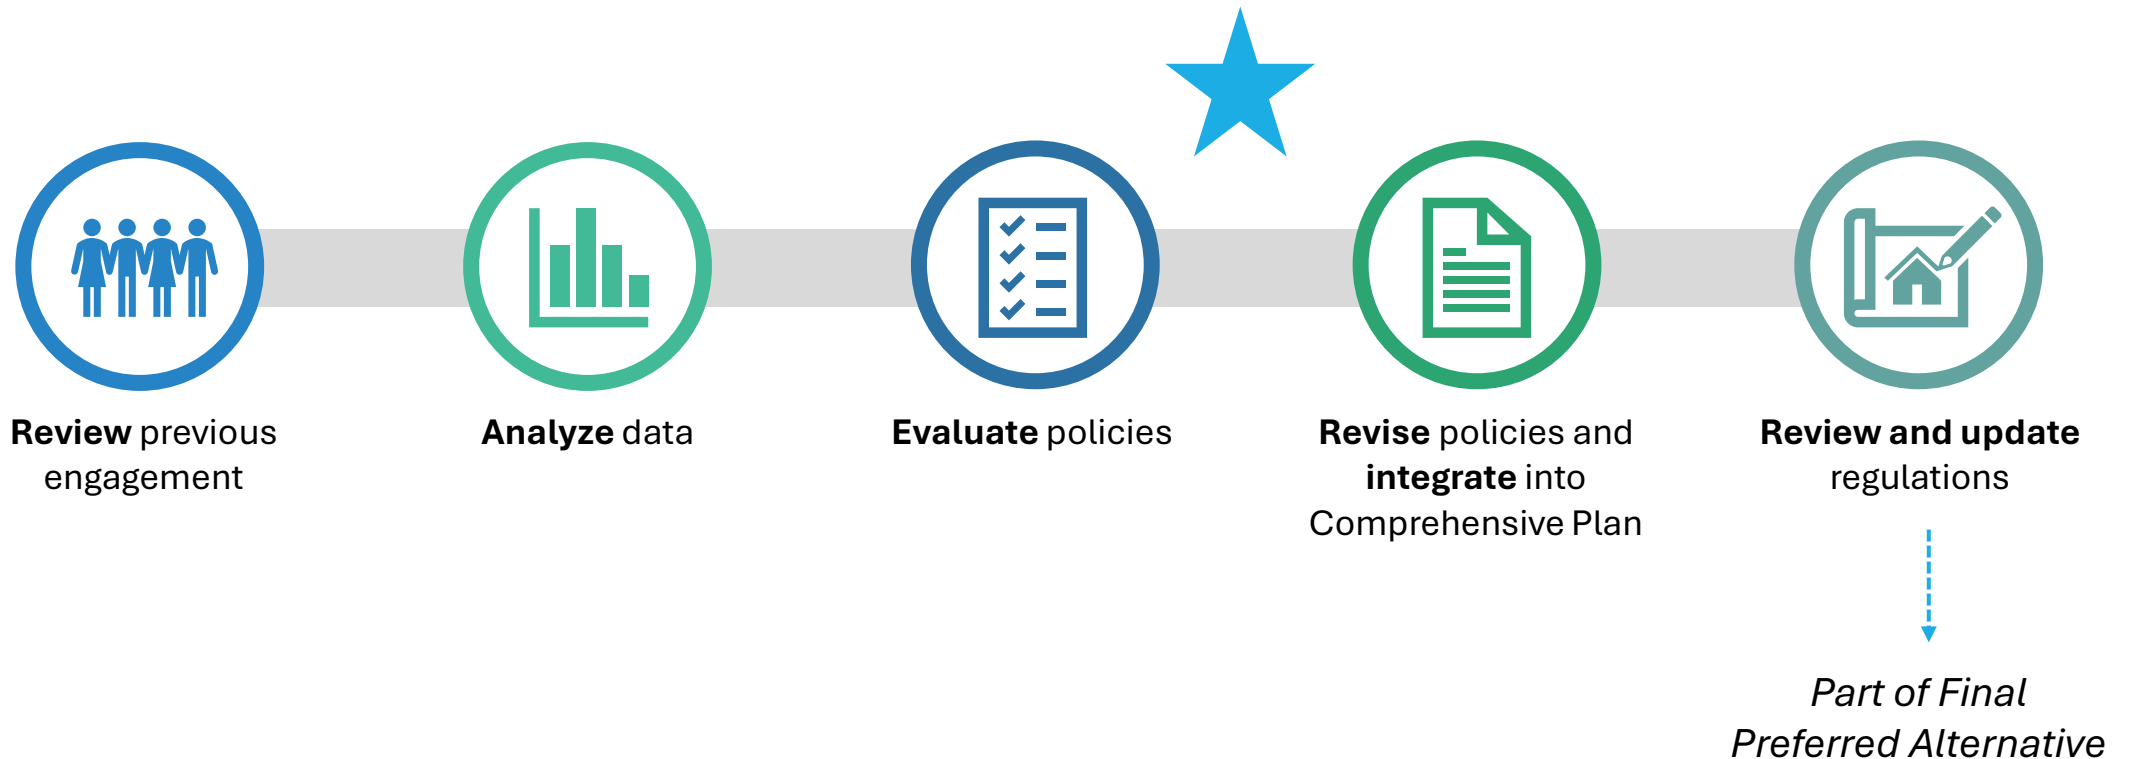 Review previous
engagement
Analyze data
Evaluate policies
Revise policies and
integrate into
Comprehensive Plan
Review and update
regulations
Part of Final
Preferred Alternative